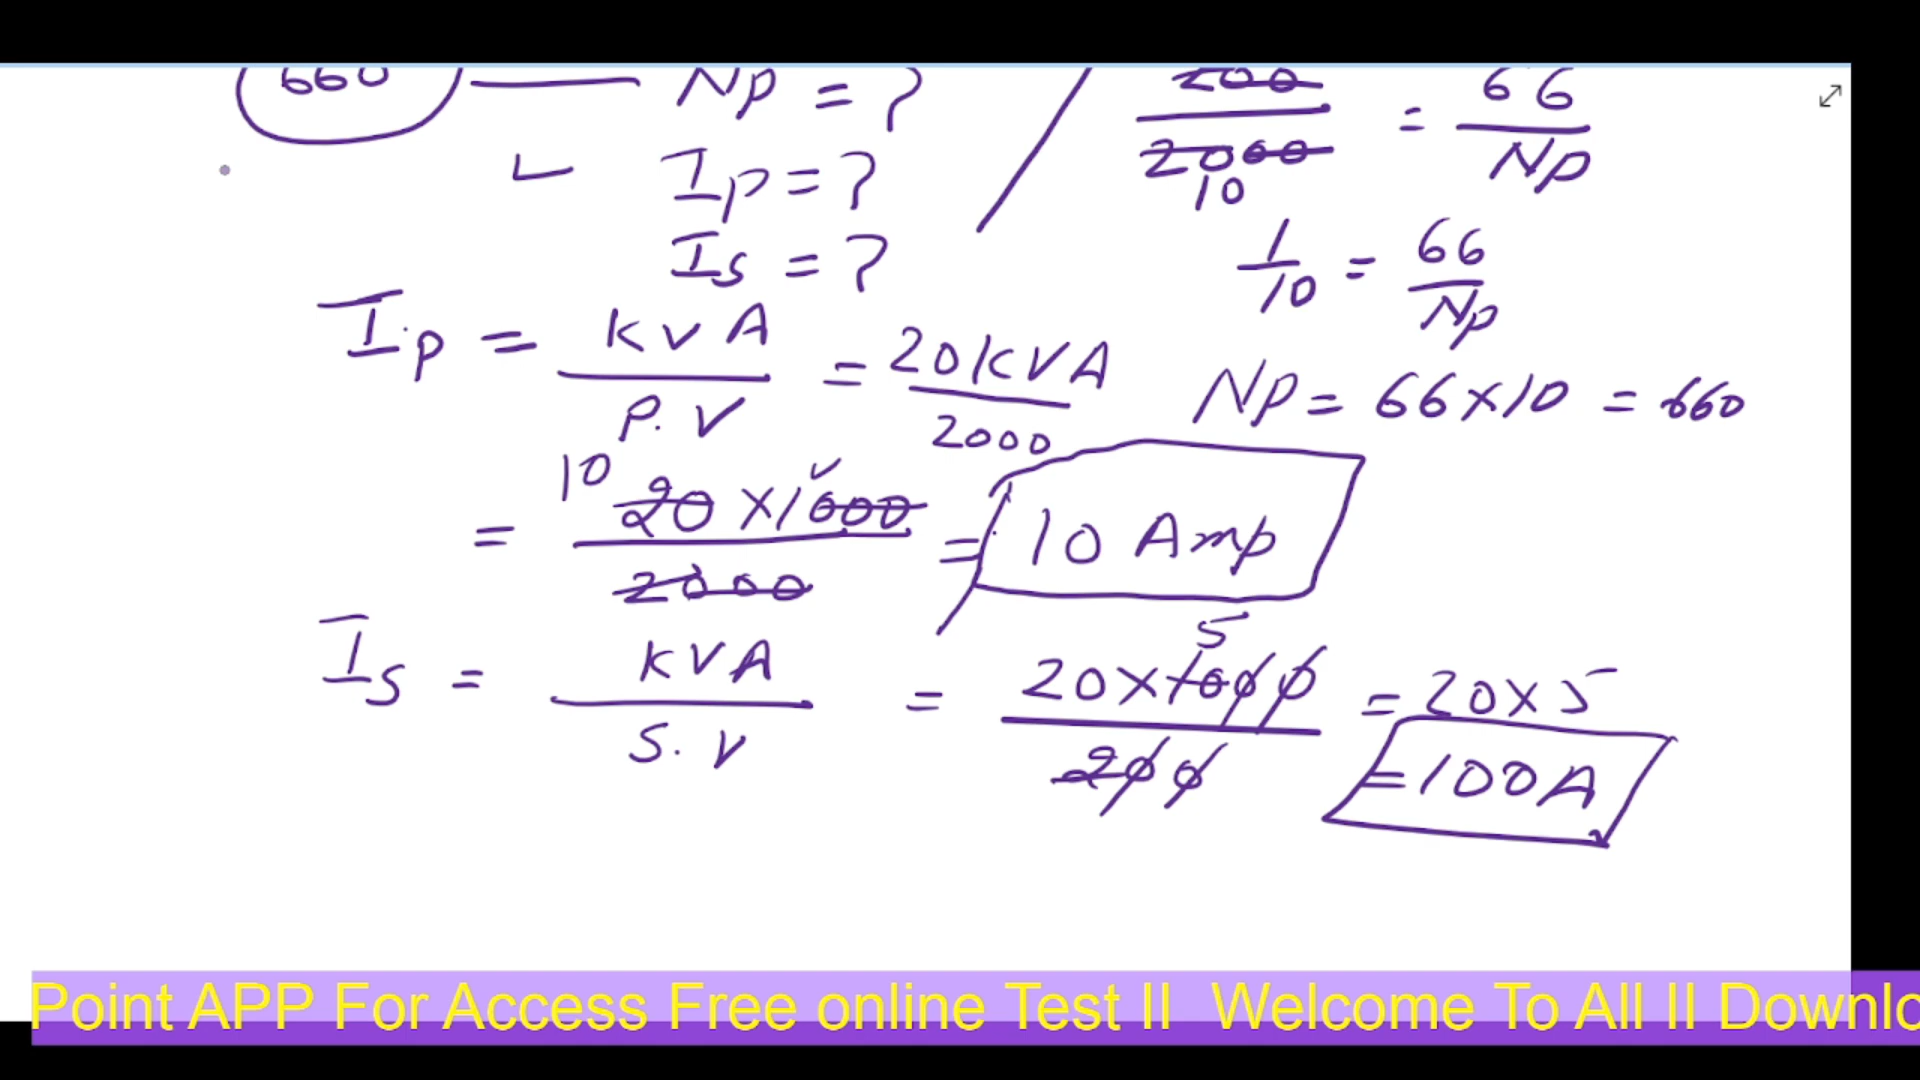 660 Np = ?
200/2000 10 = 66/Np
Ip = ?
Is = ?
1/10 = 66/Np
Ip = KVA/P.V = 20KVA/2000
Np = 66×10 = 660
= 10 20×1000/2000 = 10 Amp
Is = KVA/S.V = 20×1000 5/200 = 20×5
= 100A
Point APP For Access Free online Test II Welcome To All II Downlo